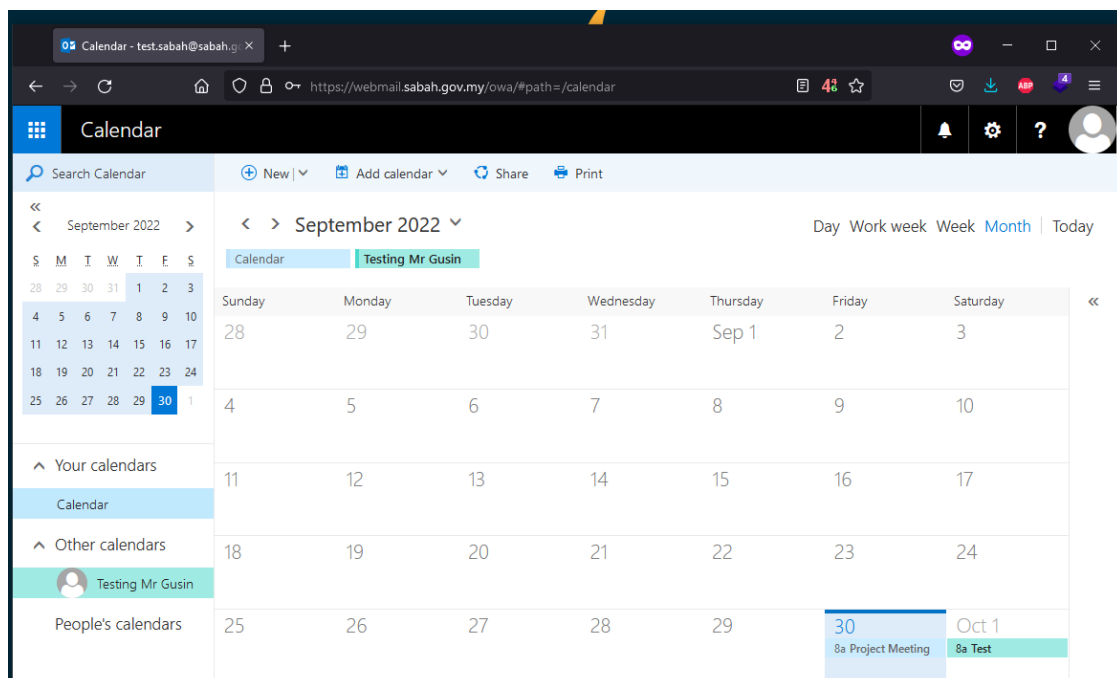 Calendar - test.sabah@sabah.g
https://webmail.sabah.gov.my/owa/#path=/calendar
ABP
4
Calendar
?
Search Calendar
New
Add calendar
Share
Print
September 2022
S M T W T F S
28 29 30 31 1 2 3
4 5 6 7 8 9 10
11 12 13 14 15 16 17
18 19 20 21 22 23 24
25 26 27 28 29 30 1
Your calendars
Calendar
Other calendars
Testing Mr Gusin
People's calendars
September 2022
Day Work week Week Month Today
Calendar Testing Mr Gusin
Sunday Monday Tuesday Wednesday Thursday Friday Saturday
28 29 30 31 Sep 1 2 3
4 5 6 7 8 9 10
11 12 13 14 15 16 17
18 19 20 21 22 23 24
25 26 27 28 29 30 Oct 1
8a Project Meeting 8a Test